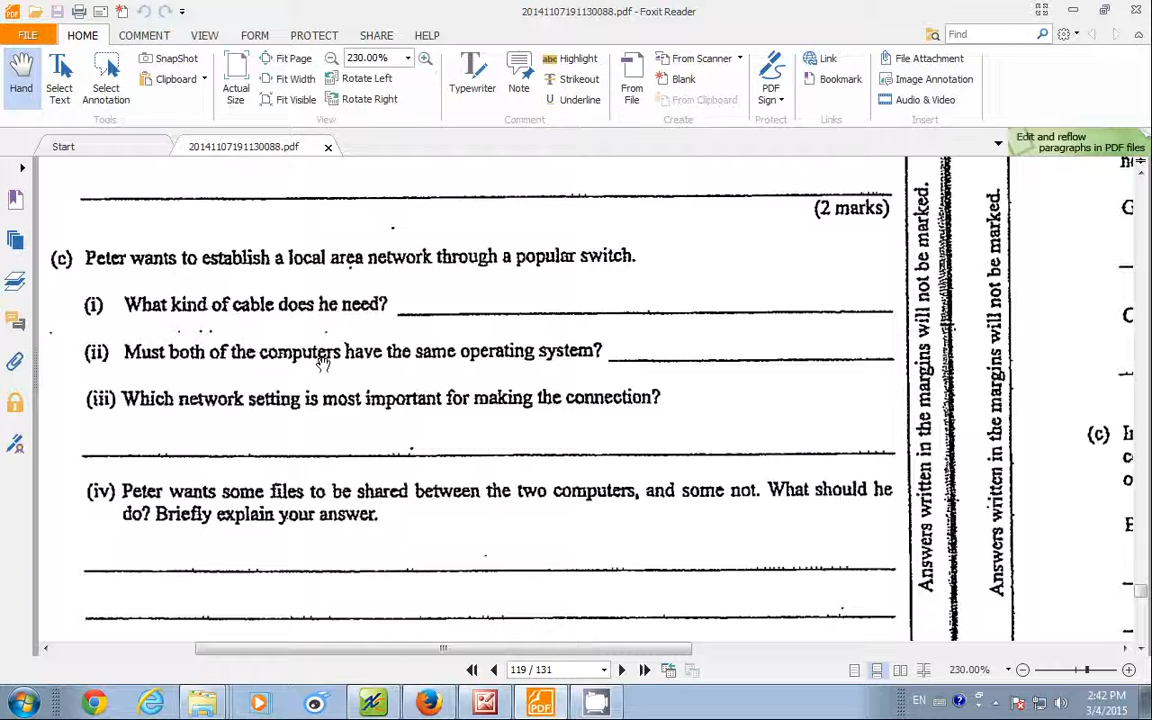 20141107191130088.pdf - Foxit Reader
FILE HOME COMMENT VIEW FORM PROTECT SHARE HELP Find
Hand
Select Text
Select Annotation
SnapShot
Clipboard
Tools
Actual Size
Fit Page
Fit Width
Fit Visible
230.00%
Rotate Left
Rotate Right
View
Typewriter
Note
Highlight
Strikeout
Underline
Comment
From File
From Scanner
Blank
From Clipboard
Create
PDF Sign
Protect
Link
Bookmark
Links
File Attachment
Image Annotation
Audio & Video
Insert
Start 20141107191130088.pdf
Edit and reflow
paragraphs in PDF files
(2 marks)
(c) Peter wants to establish a local area network through a popular switch.
(i) What kind of cable does he need?
(ii) Must both of the computers have the same operating system?
(iii) Which network setting is most important for making the connection?
(iv) Peter wants some files to be shared between the two computers, and some not. What should he
do? Briefly explain your answer.
Answers written in the margins will not be marked.
Answers written in the margins will not be marked.
(c)
119 / 131 230.00%
EN 2:42 PM
3/4/2015